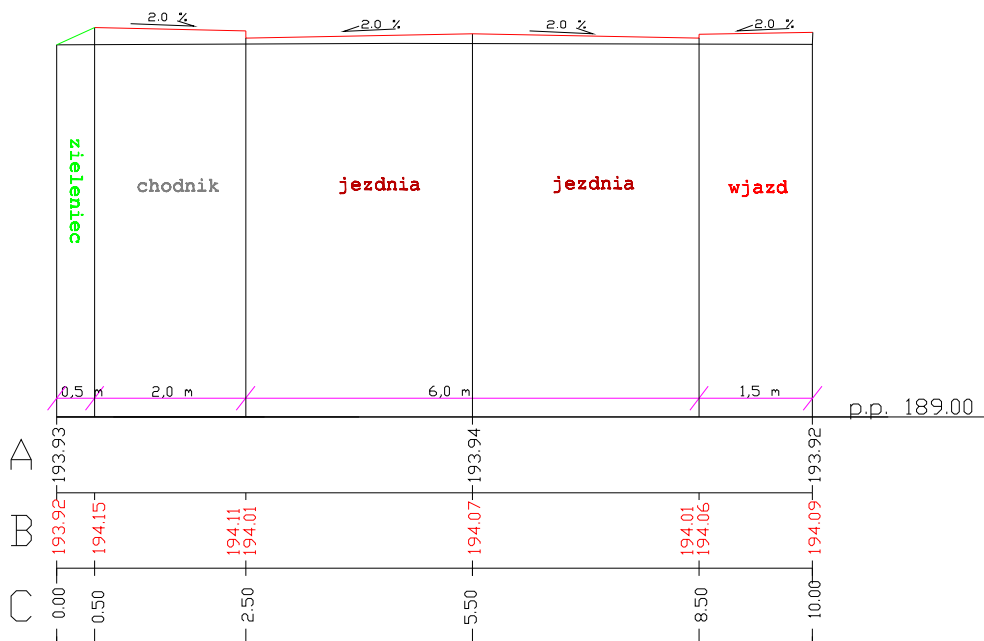 2.0 %
2.0 %
2.0 %
2.0 %
zieleniec
chodnik
jezdnia
jezdnia
wjazd
0,5 m
2,0 m
6,0 m
1,5 m
p.p. 189.00
A
193.93
193.94
193.92
B
193.92
194.15
194.11
194.01
194.07
194.01
194.06
194.09
C
0.00
0.50
2.50
5.50
8.50
10.00